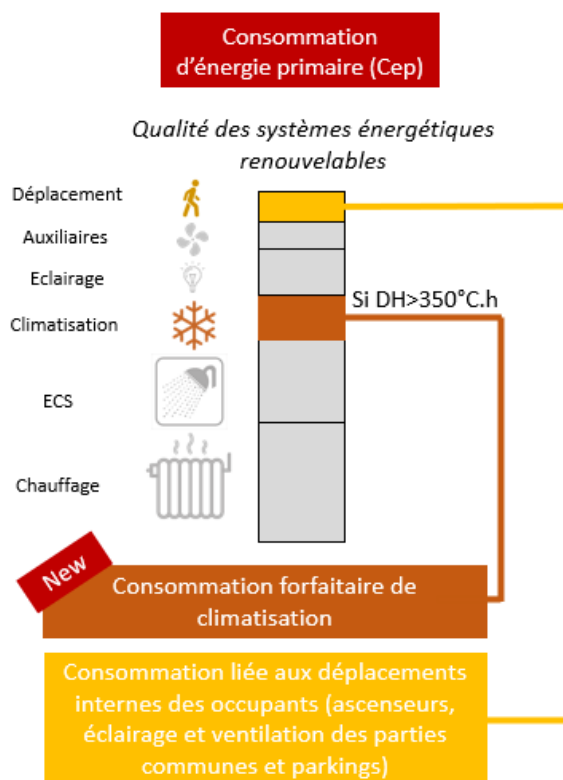 Consommation
d'énergie primaire (Cep)
Qualité des systèmes énergétiques
renouvelables
Déplacement
Auxiliaires
Eclairage
Si DH>350°C.h
Climatisation
ECS
Chauffage
New
Consommation forfaitaire de
climatisation
Consommation liée aux déplacements
internes des occupants (ascenseurs,
éclairage et ventilation des parties
communes et parkings)